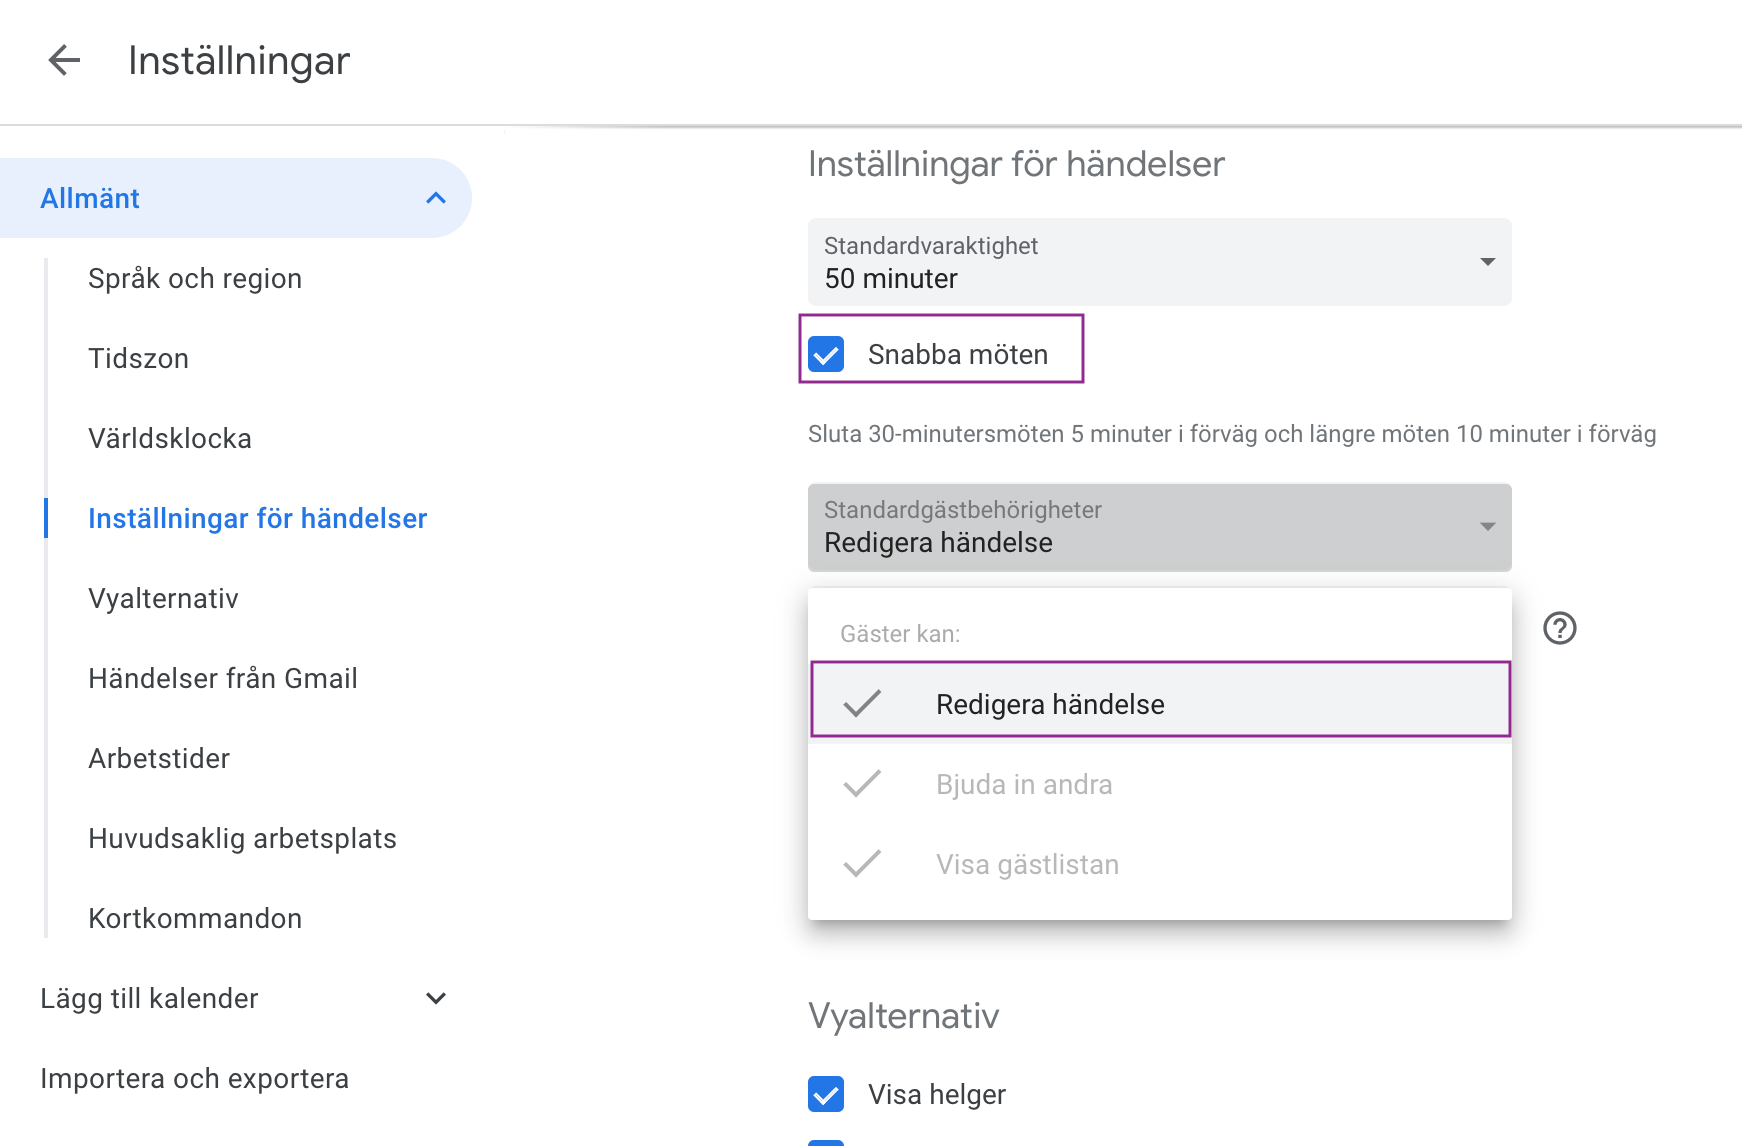 Inställningar
Allmänt
Språk och region
Tidszon
Världsklocka
Inställningar för händelser
Vyalternativ
Händelser från Gmail
Arbetstider
Huvudsaklig arbetsplats
Kortkommandon
Lägg till kalender
Importera och exportera
Inställningar för händelser
Standardvaraktighet
50 minuter
Snabba möten
Sluta 30-minutersmöten 5 minuter i förväg och längre möten 10 minuter i förväg
Standardgästbehörigheter
Redigera händelse
Gäster kan:
Redigera händelse
Bjuda in andra
Visa gästlistan
Vyalternativ
Visa helger